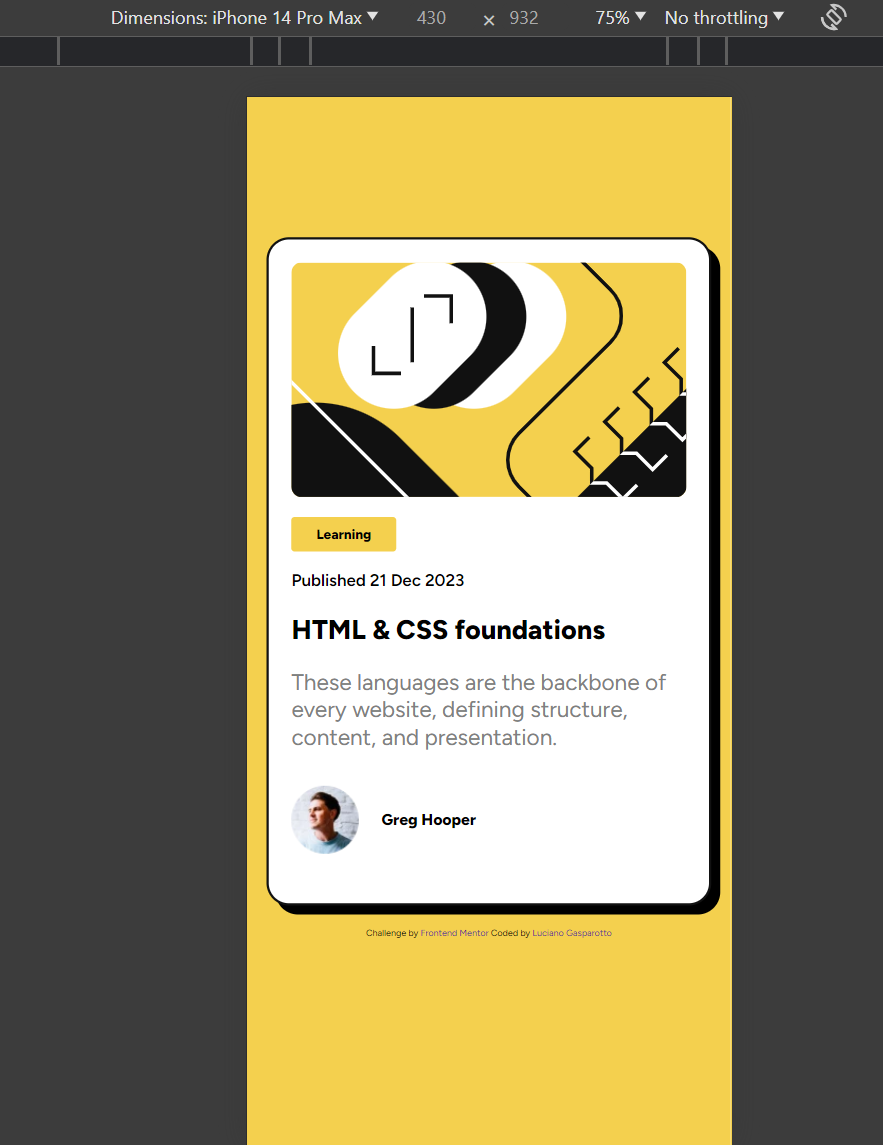 Dimensions: iPhone 14 Pro Max ▼ 430 × 932 75% ▼ No throttling ▼
Learning
Published 21 Dec 2023
HTML & CSS foundations
These languages are the backbone of
every website, defining structure,
content, and presentation.
Greg Hooper
Challenge by Frontend Mentor Coded by Luciano Gasparotto